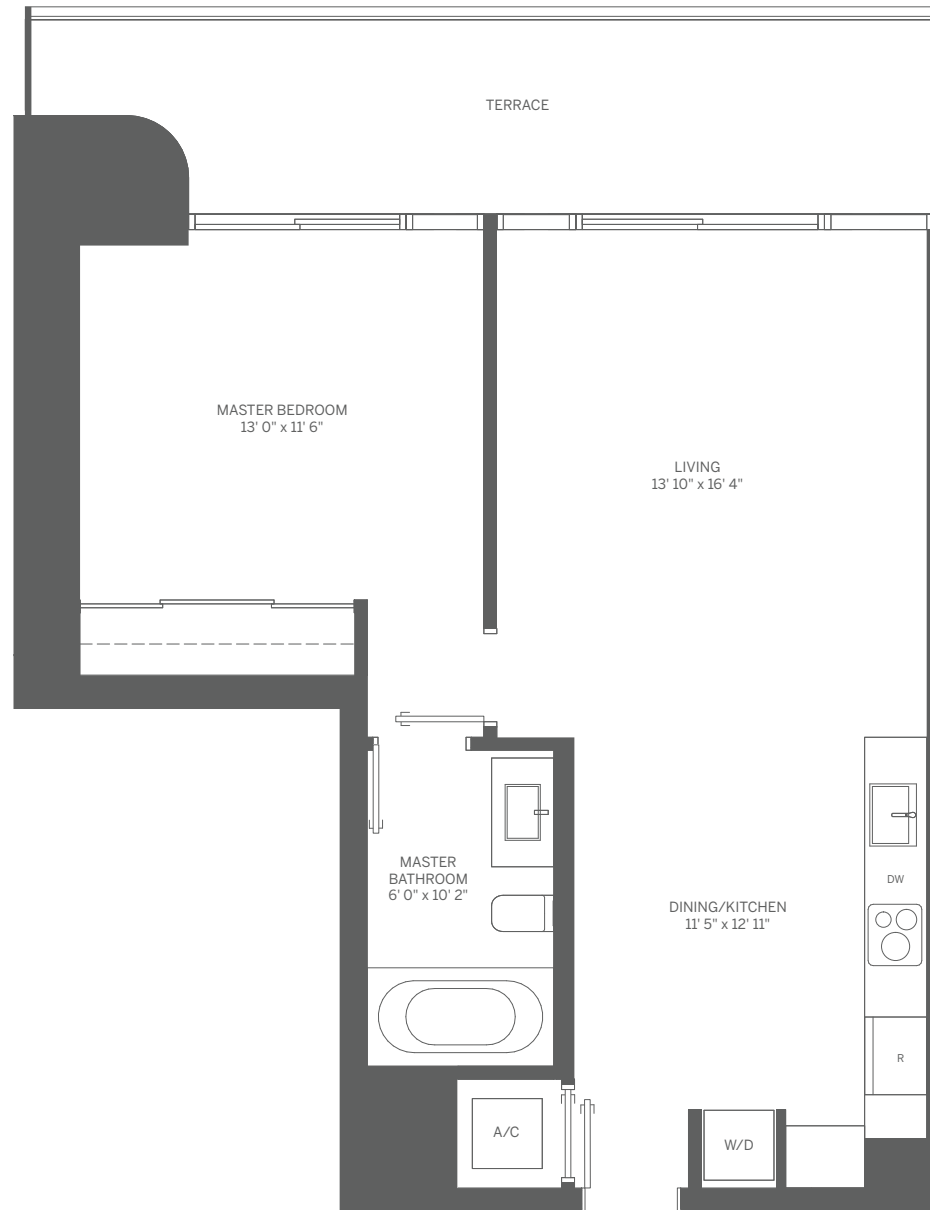 TERRACE
MASTER BEDROOM
13' 0" x 11' 6"
LIVING
13' 10" x 16' 4"
MASTER
BATHROOM
6' 0" x 10' 2"
DW
DINING/KITCHEN
11' 5" x 12' 11"
R
A/C
W/D